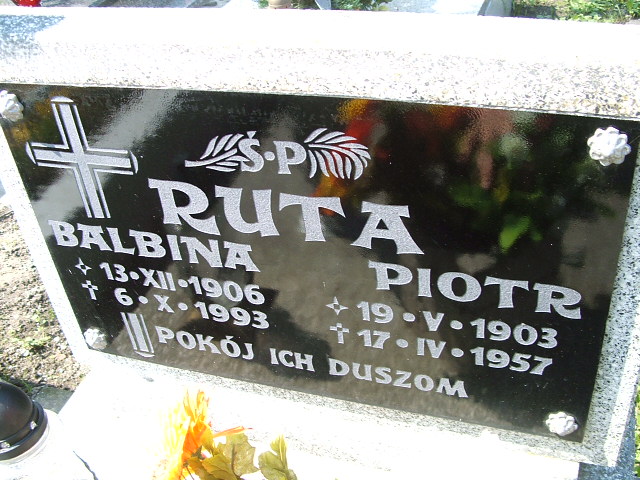 Ś·P
RUTA
BALBINA
13·XII·1906
6·X·1993
PIOTR
19·V·1903
17·IV·1957
POKÓJ ICH DUSZOM